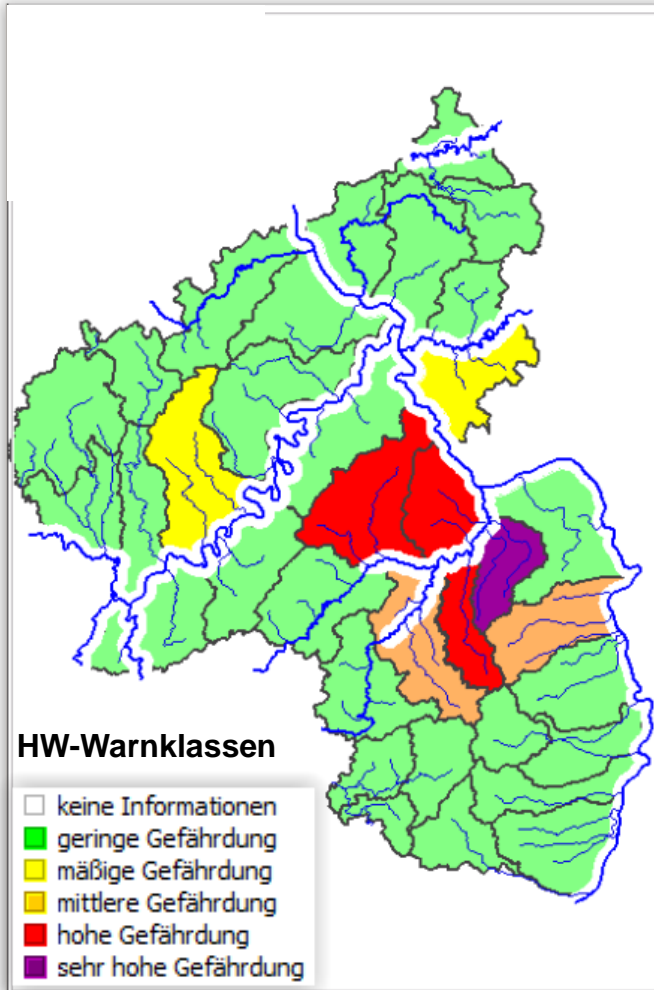 HW-Warnklassen
keine Informationen
geringe Gefährdung
mäßige Gefährdung
mittlere Gefährdung
hohe Gefährdung
sehr hohe Gefährdung